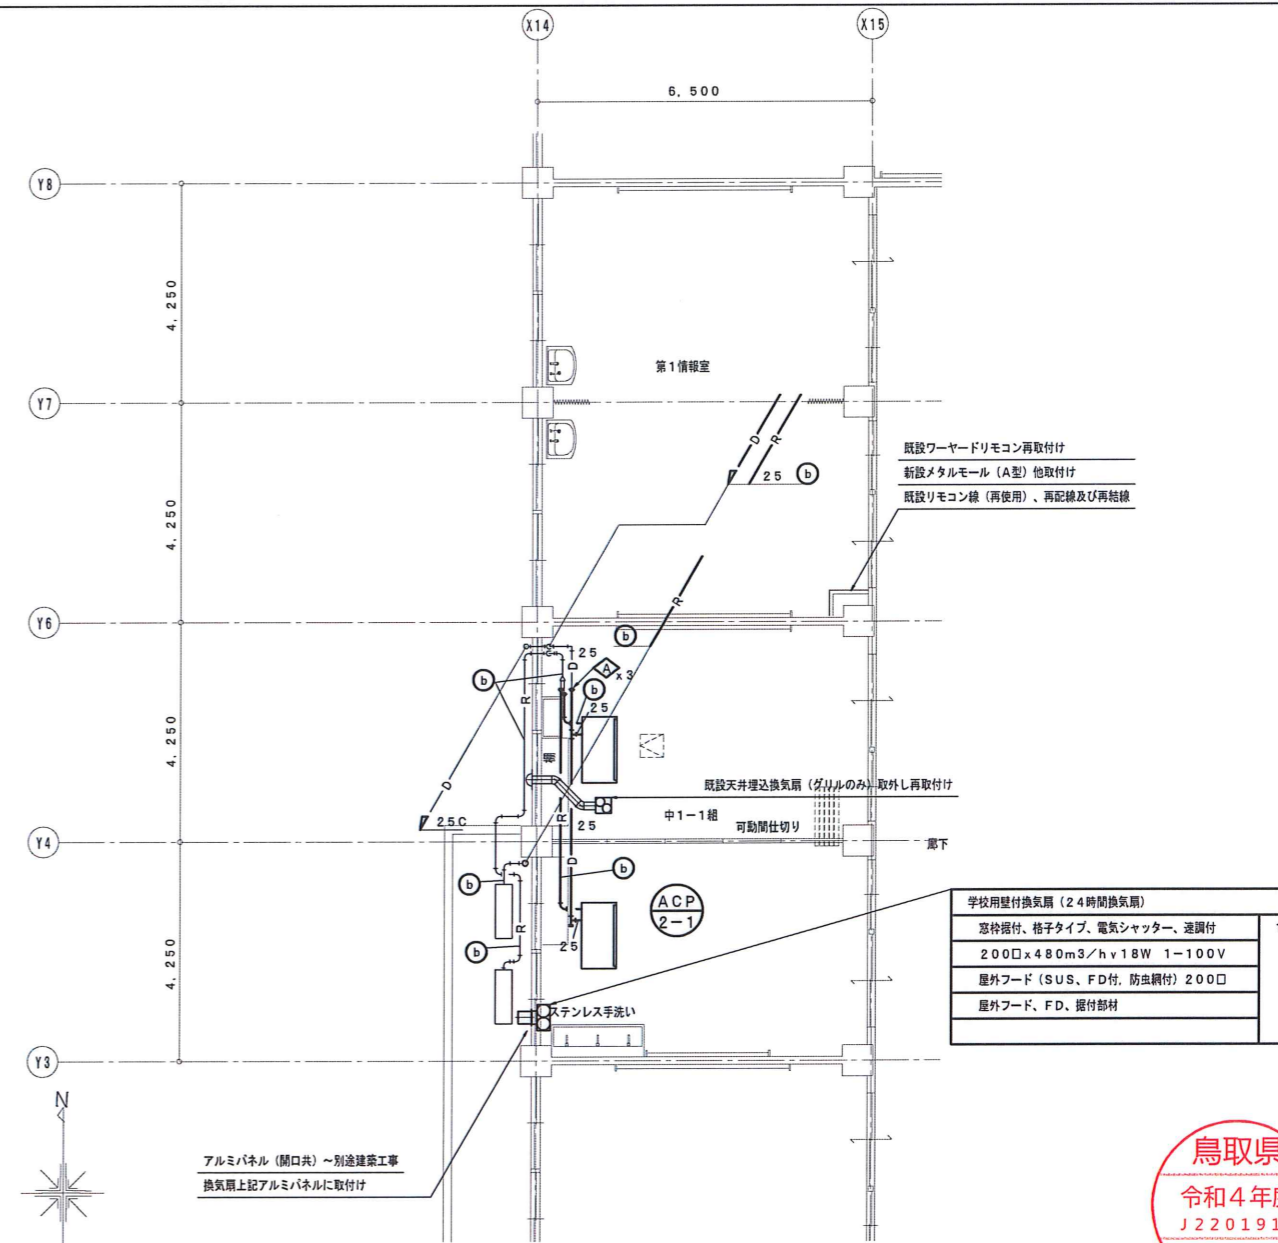 X14
X15
6,500
Y8
4,250
第1情報室
Y7
D
R
25
b
既設ワーヤードリモコン再取付け
新設メタルモール(A型)他取付け
既設リモコン線(再使用)、再配線及び再結線
4,250
R
Y6
b
25
A
x3
b
D
b
R
25
4,250
棚
D
既設天井埋込換気扇(グリルのみ)取外し再取付け
中1-1組
可動間仕切り
25C
R
25
Y4
廊下
D
b
b
ACP
2-1
学校用壁付換気扇(24時間換気扇)
窓枠据付、格子タイプ、電気シャッター、速調付
200□x480m3/hv18W 1-100V
屋外フード(SUS、FD付,防虫網付)200□
屋外フード、FD、据付部材
R
b
25
4,250
ステンレス手洗い
Y3
N
アルミパネル(開口共)~別途建築工事
換気扇上記アルミパネルに取付け
鳥取県
令和4年度
J220191